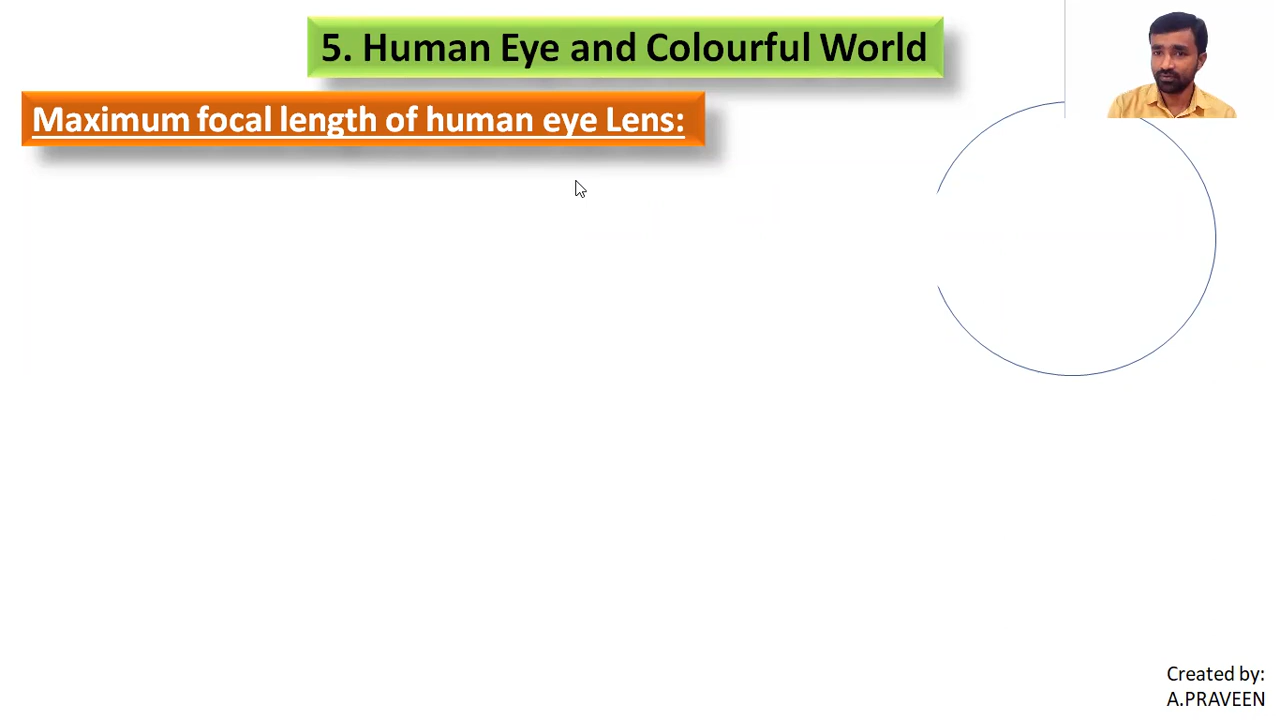 5. Human Eye and Colourful World
Maximum focal length of human eye Lens:
Created by:
A.PRAVEEN